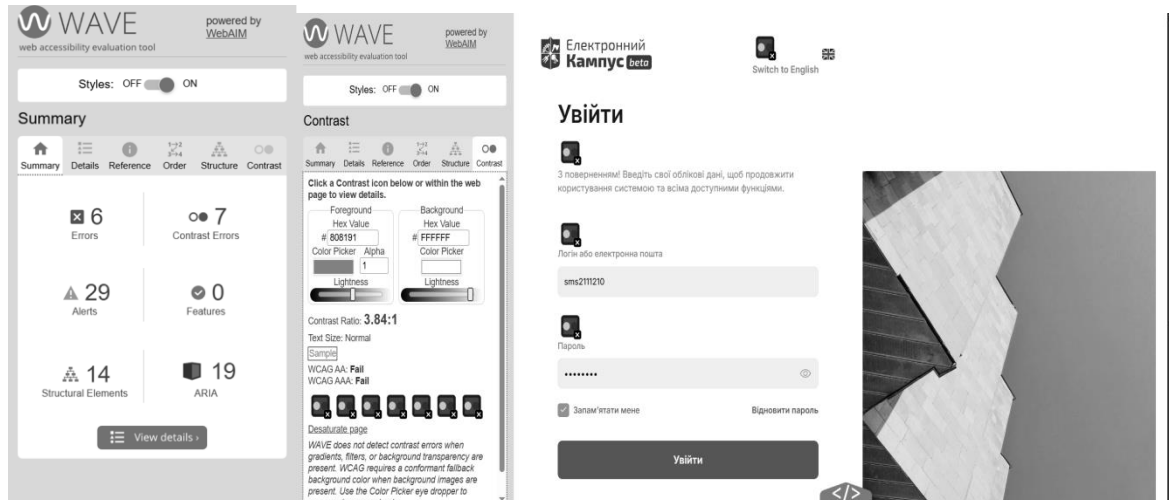 WAVE
powered by
WebAIM
web accessibility evaluation tool
Styles: OFF ON
Summary
Summary Details Reference Order Structure Contrast
6
Errors
7
Contrast Errors
29
Alerts
0
Features
14
Structural Elements
19
ARIA
View details ›
WAVE
powered by
WebAIM
web accessibility evaluation tool
Styles: OFF ON
Contrast
Summary Details Reference Order Structure Contrast
Click a Contrast icon below or within the web
page to view details.
Foreground
Hex Value
# 808191
Color Picker Alpha
1
Lightness
Background
Hex Value
# FFFFFF
Color Picker
Lightness
Contrast Ratio: 3.84:1
Text Size: Normal
Sample
WCAG AA: Fail
WCAG AAA: Fail
Desaturate page
WAVE does not detect contrast errors when
gradients, filters, or background transparency are
present. WCAG requires a conformant fallback
background color when background images are
present. Use the Color Picker eye dropper to
Електронний
Кампус beta
Switch to English
Увійти
З поверненням! Введіть свої облікові дані, щоб продовжити
користування системою та всіма доступними функціями.
Логін або електронна пошта
sms2111210
Пароль
••••••••
Запам'ятати мене
Відновити пароль
Увійти
</>